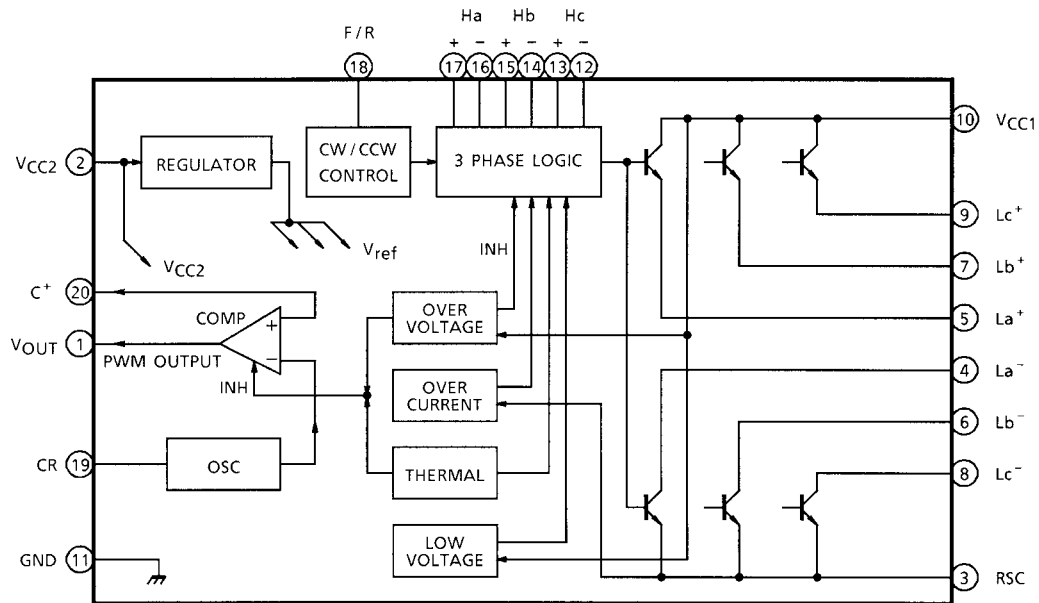 Ha Hb Hc
F/R + − + − + −
18 17 16 15 14 13 12
10 VCC1
VCC2 2 REGULATOR CW/CCW CONTROL 3 PHASE LOGIC
9 Lc+
Vref INH
VCC2 7 Lb+
C+ 20
COMP + OVER VOLTAGE 5 La+
VOUT 1
PWM OUTPUT −
INH 4 La−
OVER CURRENT
6 Lb−
CR 19 OSC THERMAL 8 Lc−
LOW VOLTAGE
GND 11
3 RSC